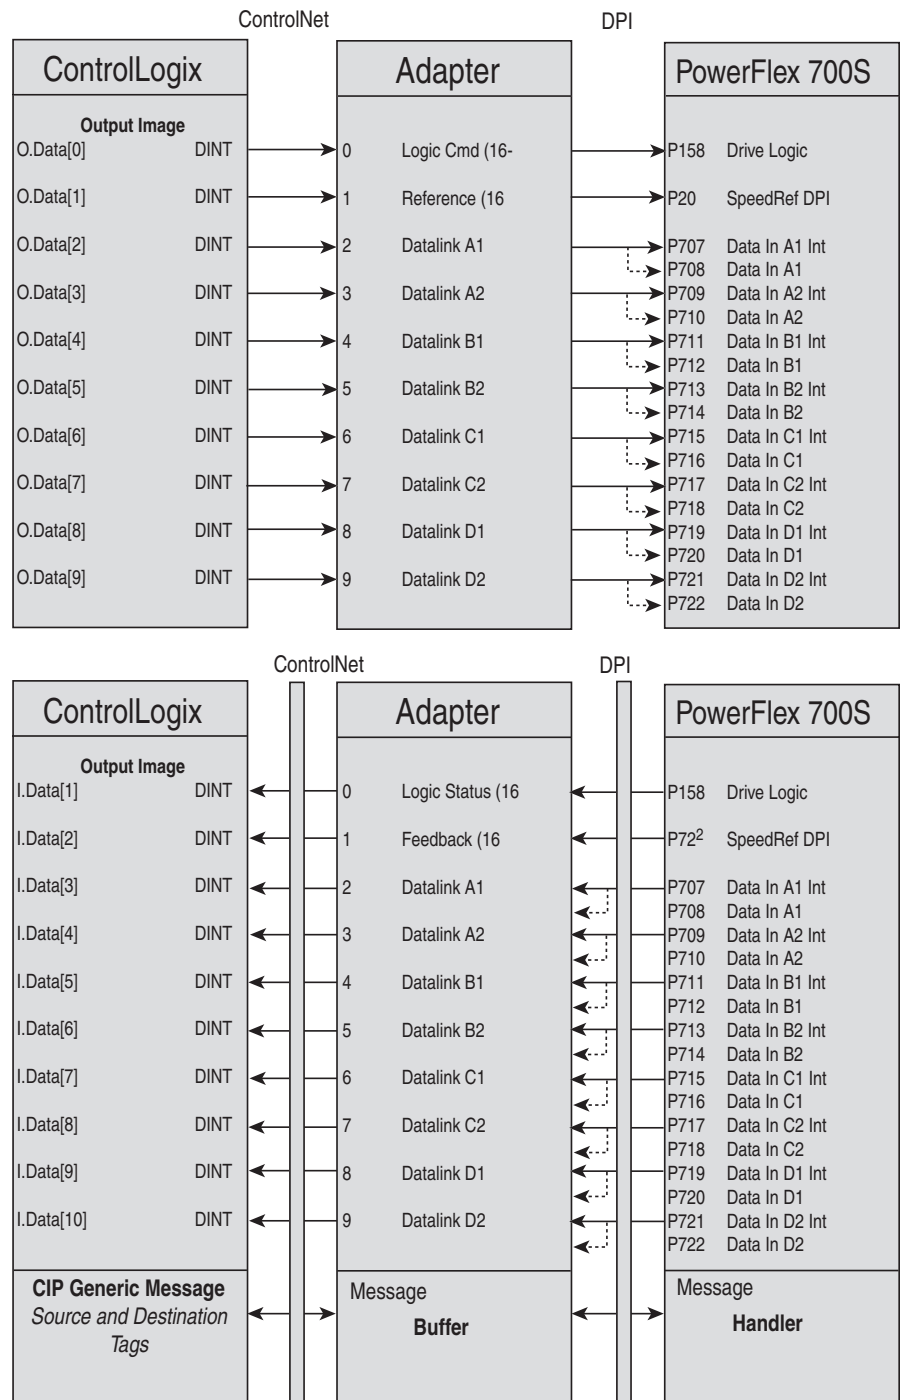 ControlNet DPI
ControlLogix Adapter PowerFlex 700S
Output Image
O.Data[0] DINT 0 Logic Cmd (16- P158 Drive Logic
O.Data[1] DINT 1 Reference (16 P20 SpeedRef DPI
O.Data[2] DINT 2 Datalink A1 P707 Data In A1 Int
P708 Data In A1
O.Data[3] DINT 3 Datalink A2 P709 Data In A2 Int
P710 Data In A2
O.Data[4] DINT 4 Datalink B1 P711 Data In B1 Int
P712 Data In B1
O.Data[5] DINT 5 Datalink B2 P713 Data In B2 Int
P714 Data In B2
O.Data[6] DINT 6 Datalink C1 P715 Data In C1 Int
P716 Data In C1
O.Data[7] DINT 7 Datalink C2 P717 Data In C2 Int
P718 Data In C2
O.Data[8] DINT 8 Datalink D1 P719 Data In D1 Int
P720 Data In D1
O.Data[9] DINT 9 Datalink D2 P721 Data In D2 Int
P722 Data In D2
ControlNet DPI
ControlLogix Adapter PowerFlex 700S
Output Image
I.Data[1] DINT 0 Logic Status (16 P158 Drive Logic
I.Data[2] DINT 1 Feedback (16 P72² SpeedRef DPI
I.Data[3] DINT 2 Datalink A1 P707 Data In A1 Int
P708 Data In A1
I.Data[4] DINT 3 Datalink A2 P709 Data In A2 Int
P710 Data In A2
I.Data[5] DINT 4 Datalink B1 P711 Data In B1 Int
P712 Data In B1
I.Data[6] DINT 5 Datalink B2 P713 Data In B2 Int
P714 Data In B2
I.Data[7] DINT 6 Datalink C1 P715 Data In C1 Int
P716 Data In C1
I.Data[8] DINT 7 Datalink C2 P717 Data In C2 Int
P718 Data In C2
I.Data[9] DINT 8 Datalink D1 P719 Data In D1 Int
P720 Data In D1
I.Data[10] DINT 9 Datalink D2 P721 Data In D2 Int
P722 Data In D2
CIP Generic Message Message Message
Source and Destination Buffer Handler
Tags